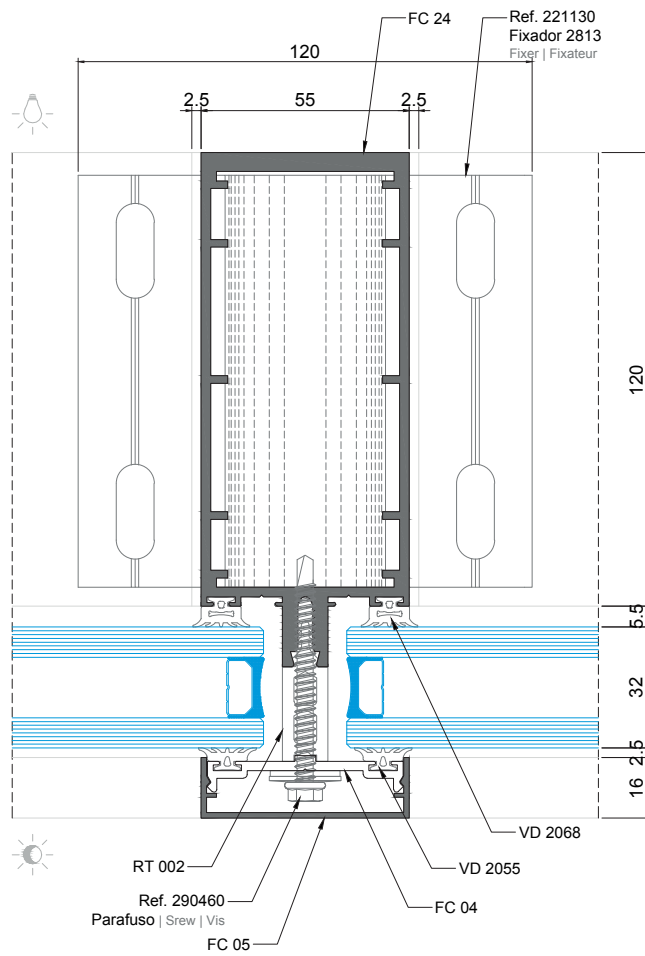 FC 24
Ref. 221130
Fixador 2813
Fixer | Fixateur
120
2.5
55
2.5
120
5.5
32
2.5
16
VD 2068
RT 002
VD 2055
Ref. 290460
FC 04
Parafuso | Srew | Vis
FC 05